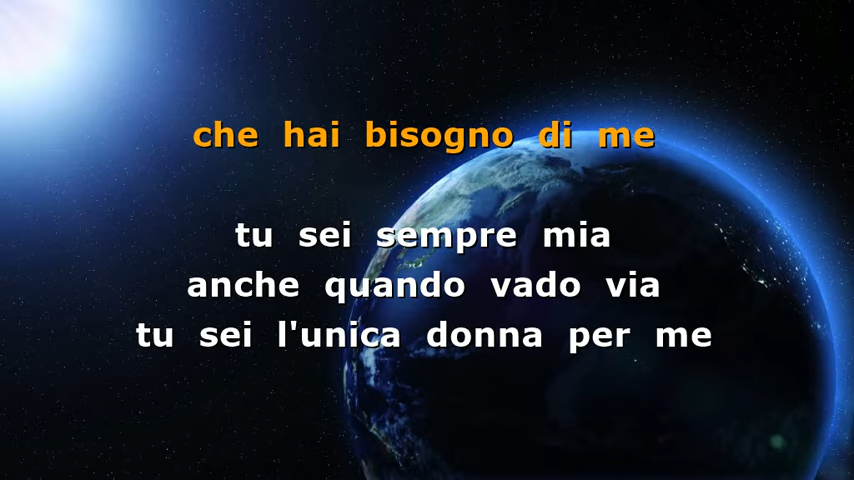 che hai bisogno di me
tu sei sempre mia
anche quando vado via
tu sei l'unica donna per me